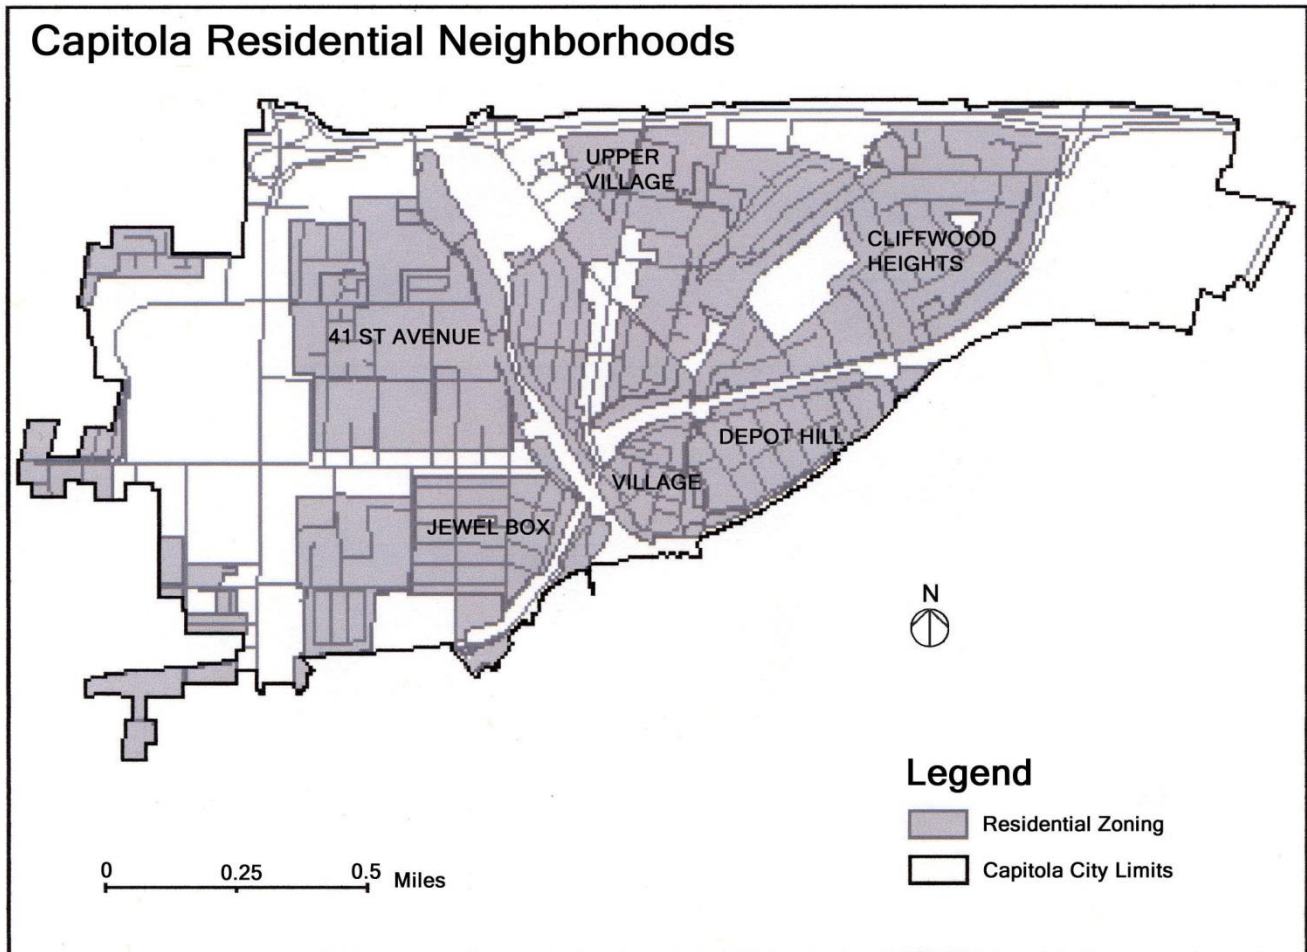 Capitola Residential Neighborhoods
UPPER
VILLAGE
CLIFFWOOD
HEIGHTS
41 ST AVENUE
DEPOT HILL
VILLAGE
JEWEL BOX
N
Legend
Residential Zoning
Capitola City Limits
0 0.25 0.5 Miles